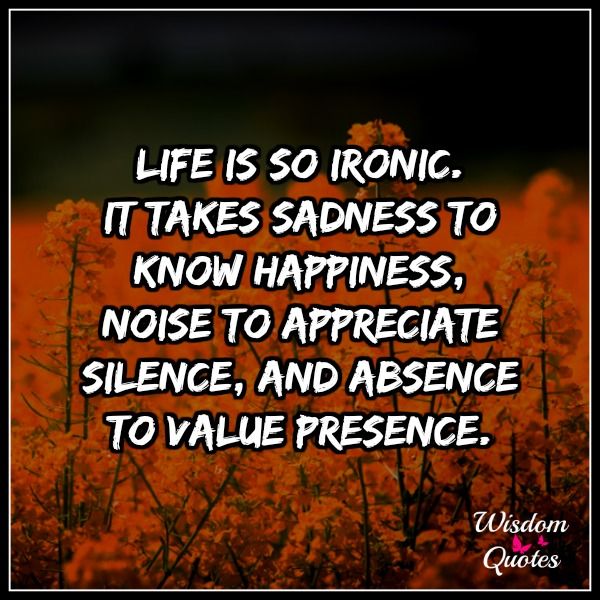 LIFE IS SO IRONIC.
IT TAKES SADNESS TO
KNOW HAPPINESS,
NOISE TO APPRECIATE
SILENCE, AND ABSENCE
TO VALUE PRESENCE.
Wisdom
Quotes